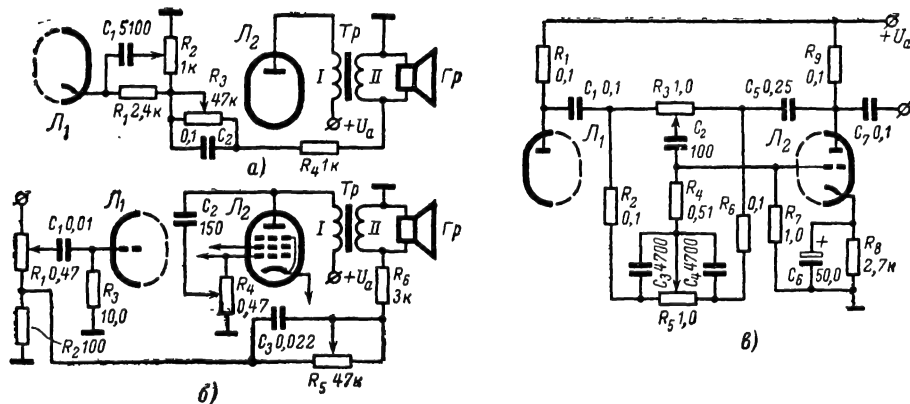 Л₁
C₁ 5100
R₂
1к
R₁ 2,4к
R₃
47к
0,1
C₂
R₄ 1к
Л₂
Тр
I
II
Гр
+Uₐ
а)
R₁ 0,47
R₂ 100
C₁ 0,01
R₃
10,0
Л₁
C₂
150
Л₂
R₄
0,47
Тр
I
II
Гр
+Uₐ
R₆
3к
C₃ 0,022
R₅ 47к
б)
+Uₐ
R₁
0,1
R₉
0,1
C₁ 0,1
R₃ 1,0
C₅ 0,25
Л₁
C₂
100
Л₂
C₇ 0,1
R₂
0,1
R₄
0,51
R₆
0,1
R₇
1,0
C₃ 4700
C₄ 4700
R₅ 1,0
+
C₆
50,0
R₈
2,7к
в)